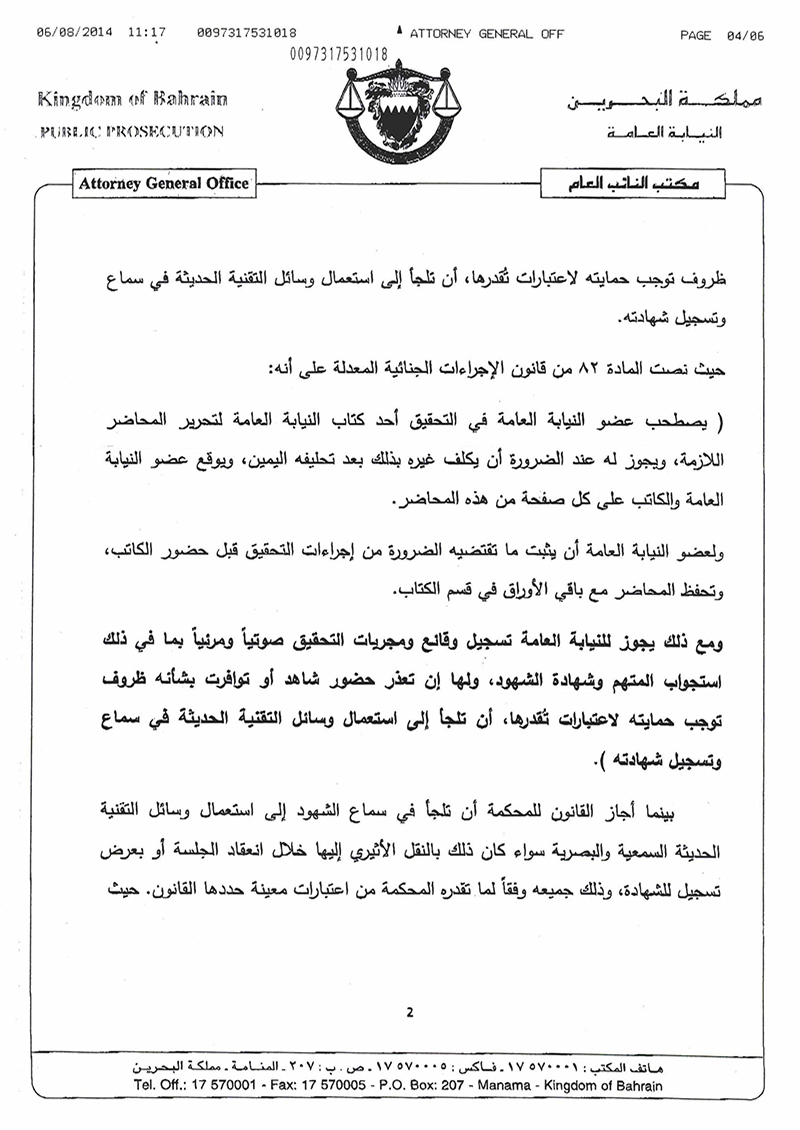 06/08/2014 11:17 0097317531018 ATTORNEY GENERAL OFF PAGE 04/06
0097317531018
Kingdom of Bahrain
PUBLIC PROSECUTION
مملكة البحرين
النيابة العامة
Attorney General Office
مكتب النائب العام
ظروف توجب حمايته لاعتبارات تُقدرها، أن تلجأ إلى استعمال وسائل التقنية الحديثة في سماع
وتسجيل شهادته.
حيث نصت المادة ٨٢ من قانون الإجراءات الجنائية المعدلة على أنه:
( يصطحب عضو النيابة العامة في التحقيق أحد كتاب النيابة العامة لتحرير المحاضر
اللازمة، ويجوز له عند الضرورة أن يكلف غيره بذلك بعد تحليفه اليمين، ويوقع عضو النيابة
العامة والكاتب على كل صفحة من هذه المحاضر.
ولعضو النيابة العامة أن يثبت ما تقتضيه الضرورة من إجراءات التحقيق قبل حضور الكاتب،
وتحفظ المحاضر مع باقي الأوراق في قسم الكتاب.
ومع ذلك يجوز للنيابة العامة تسجيل وقائع ومجريات التحقيق صوتياً ومرئياً بما في ذلك
استجواب المتهم وشهادة الشهود، ولها إن تعذر حضور شاهد أو توافرت بشأنه ظروف
توجب حمايته لاعتبارات تُقدرها، أن تلجأ إلى استعمال وسائل التقنية الحديثة في سماع
وتسجيل شهادته ).
بينما أجاز القانون للمحكمة أن تلجأ في سماع الشهود إلى استعمال وسائل التقنية
الحديثة السمعية والبصرية سواء كان ذلك بالنقل الأثيري إليها خلال انعقاد الجلسة أو بعرض
تسجيل للشهادة، وذلك جميعه وفقاً لما تقدره المحكمة من اعتبارات معينة حددها القانون. حيث
2
هاتف المكتب : ١٧٥٧٠٠٠١ - فاكس : ١٧٥٧٠٠٠٥ - ص . ب : ٢٠٧ - المنامة - مملكة البحرين
Tel. Off.: 17 570001 - Fax: 17 570005 - P.O. Box: 207 - Manama - Kingdom of Bahrain